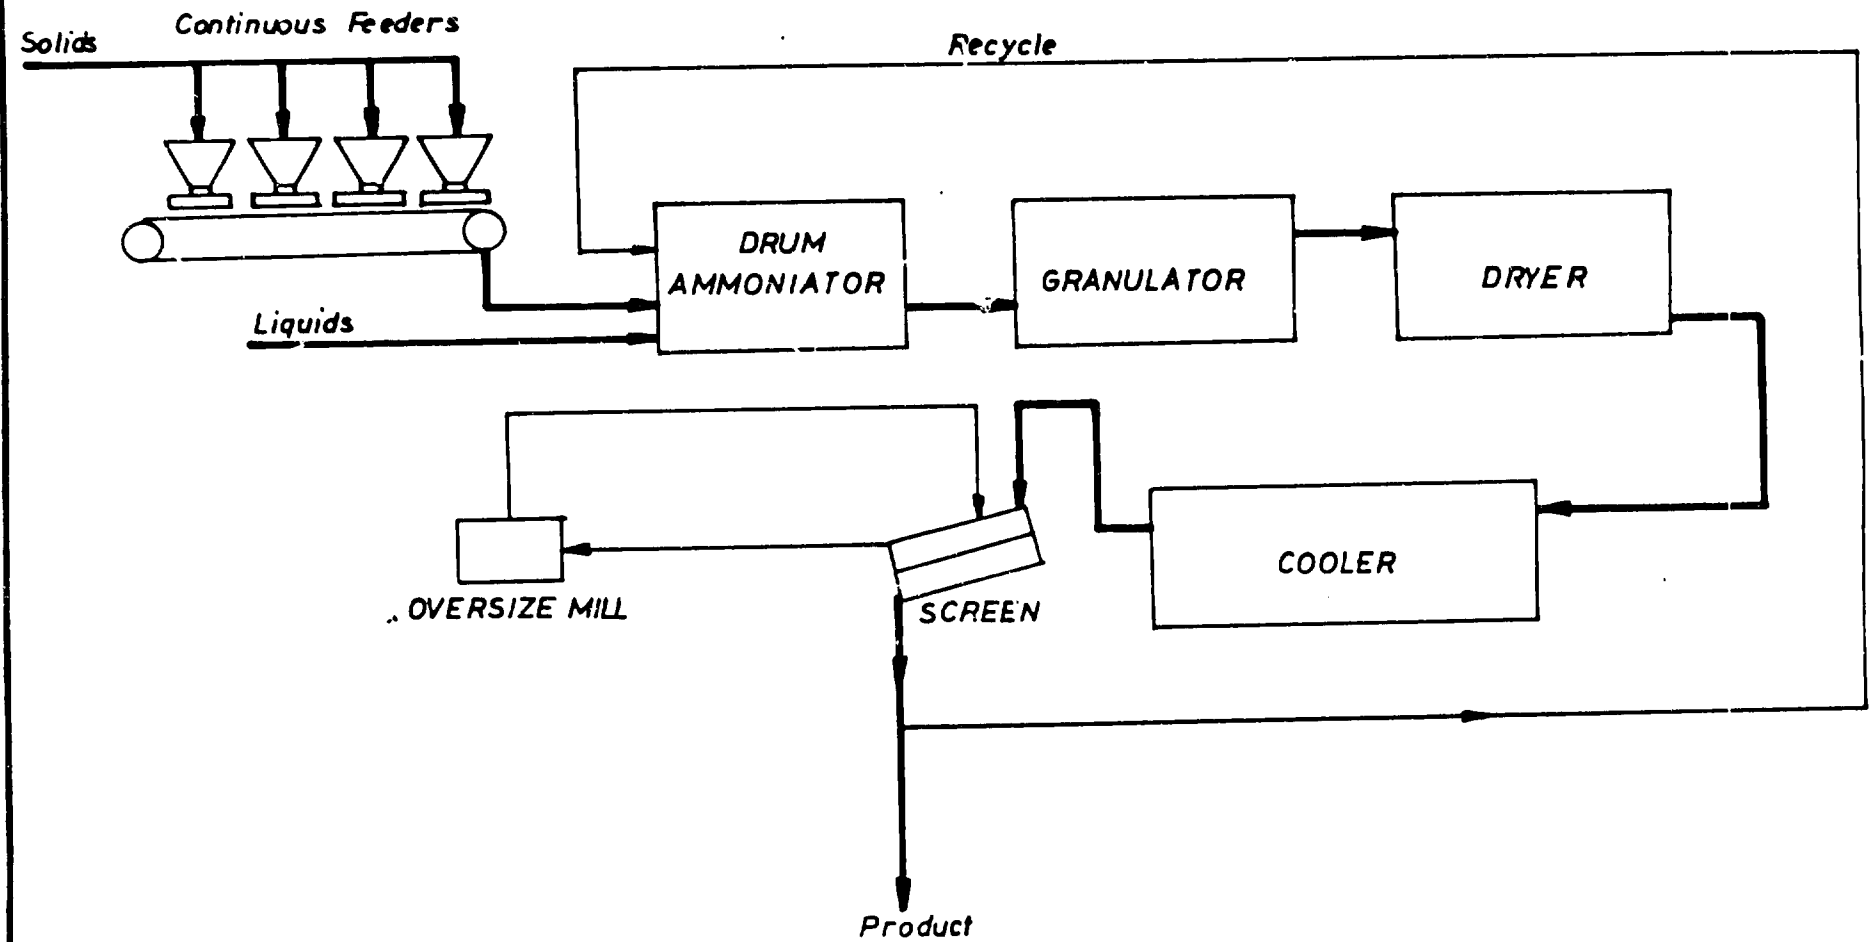 Continuous Feeders
Solids
Recycle
DRUM
AMMONIATOR
GRANULATOR
DRYER
Liquids
COOLER
OVERSIZE MILL
SCREEN
Product